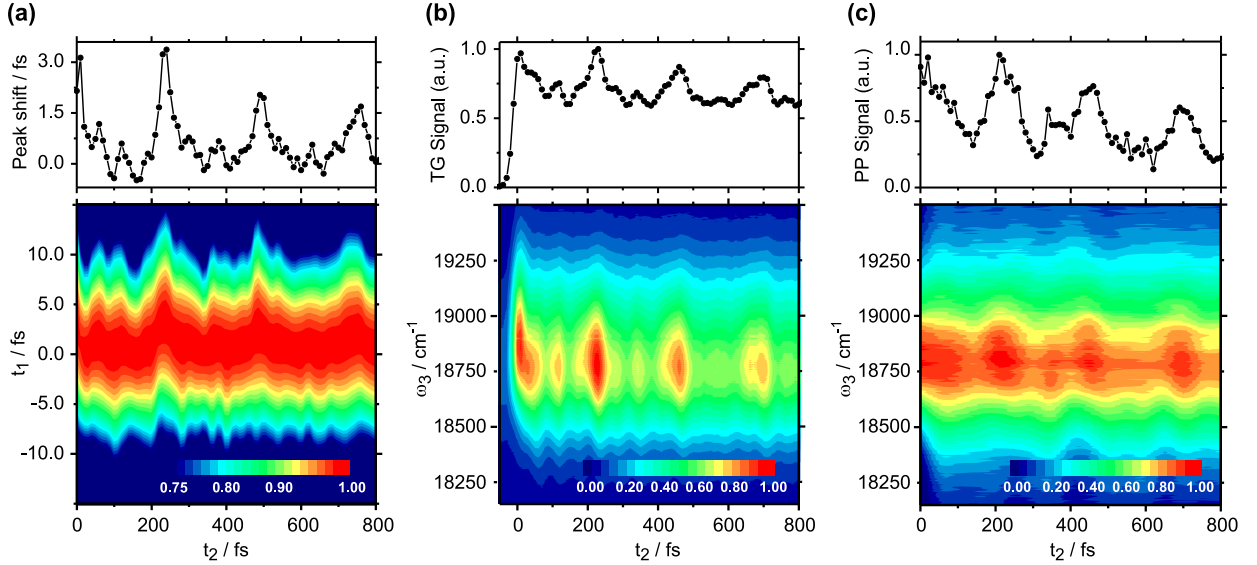 (a)
(b)
(c)
Peak shift / fs
3.0
1.5
0.0
TG Signal (a.u.)
1.0
0.5
0.0
PP Signal (a.u.)
1.0
0.5
0.0
t₁ / fs
10.0
5.0
0.0
-5.0
-10.0
0.75 0.80 0.90 1.00
0 200 400 600 800
t₂ / fs
ω₃ / cm⁻¹
19250
19000
18750
18500
18250
0.00 0.20 0.40 0.60 0.80 1.00
0 200 400 600 800
t₂ / fs
ω₃ / cm⁻¹
19250
19000
18750
18500
18250
0.00 0.20 0.40 0.60 0.80 1.00
0 200 400 600 800
t₂ / fs